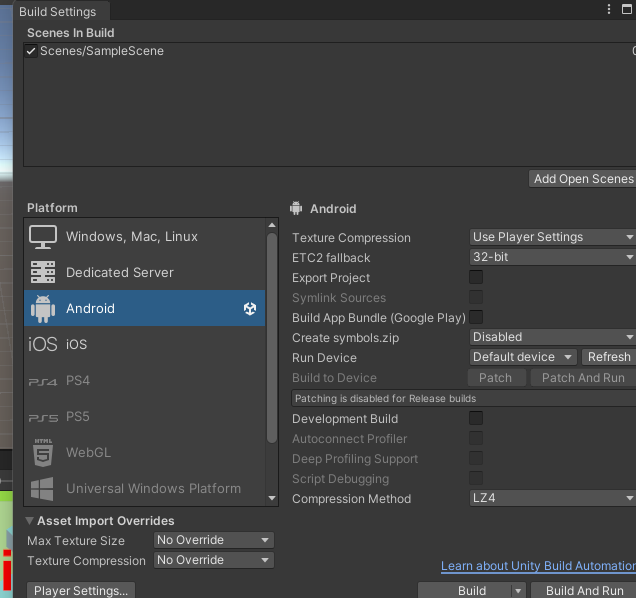 Build Settings
Scenes In Build
Scenes/SampleScene
Add Open Scenes
Platform
Windows, Mac, Linux
Dedicated Server
Android
iOS iOS
PS4 PS4
PS5 PS5
HTML 5 WebGL
Universal Windows Platform
Android
Texture Compression Use Player Settings
ETC2 fallback 32-bit
Export Project
Symlink Sources
Build App Bundle (Google Play)
Create symbols.zip Disabled
Run Device Default device Refresh
Build to Device Patch Patch And Run
Patching is disabled for Release builds
Development Build
Autoconnect Profiler
Deep Profiling Support
Script Debugging
Compression Method LZ4
Asset Import Overrides
Max Texture Size No Override
Texture Compression No Override
Learn about Unity Build Automation
Player Settings... Build Build And Run